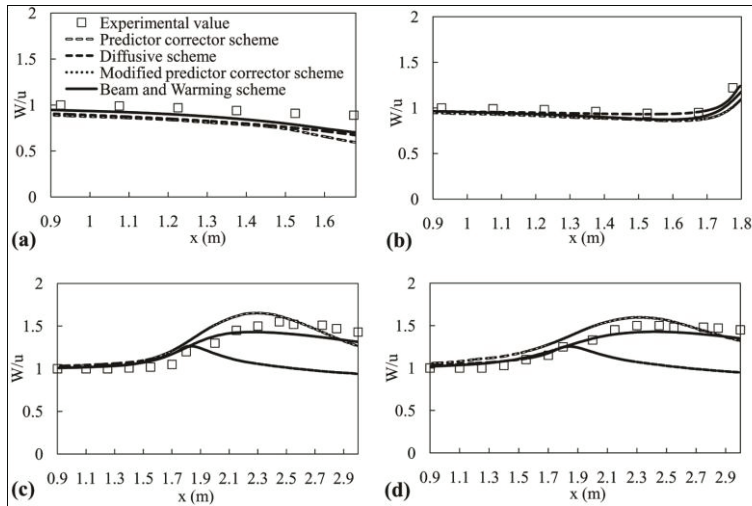 2
1.5
1
0.5
0
W/u
Experimental value
Predictor corrector scheme
Diffusive scheme
Modified predictor corrector scheme
Beam and Warming scheme
0.9 1 1.1 1.2 1.3 1.4 1.5 1.6
(a) x (m)
2
1.5
1
0.5
0
W/u
0.9 1 1.1 1.2 1.3 1.4 1.5 1.6 1.7 1.8
(b) x (m)
2
1.5
1
0.5
0
W/u
0.9 1.1 1.3 1.5 1.7 1.9 2.1 2.3 2.5 2.7 2.9
(c) x (m)
2
1.5
1
0.5
0
W/u
0.9 1.1 1.3 1.5 1.7 1.9 2.1 2.3 2.5 2.7 2.9
(d) x (m)